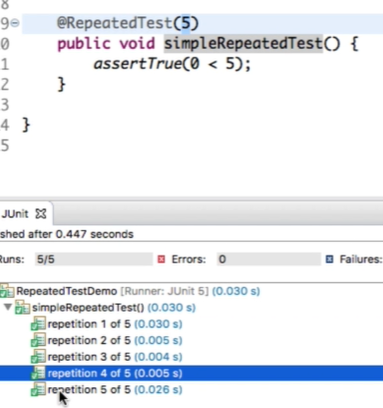 8
9 @RepeatedTest(5)
0 public void simpleRepeatedTest() {
1 assertTrue(0 < 5);
2 }
3
4 }
5
JUnit
shed after 0.447 seconds
Runs: 5/5 Errors: 0 Failures:
RepeatedTestDemo [Runner: JUnit 5] (0.030 s)
simpleRepeatedTest() (0.030 s)
repetition 1 of 5 (0.030 s)
repetition 2 of 5 (0.005 s)
repetition 3 of 5 (0.004 s)
repetition 4 of 5 (0.005 s)
repetition 5 of 5 (0.026 s)